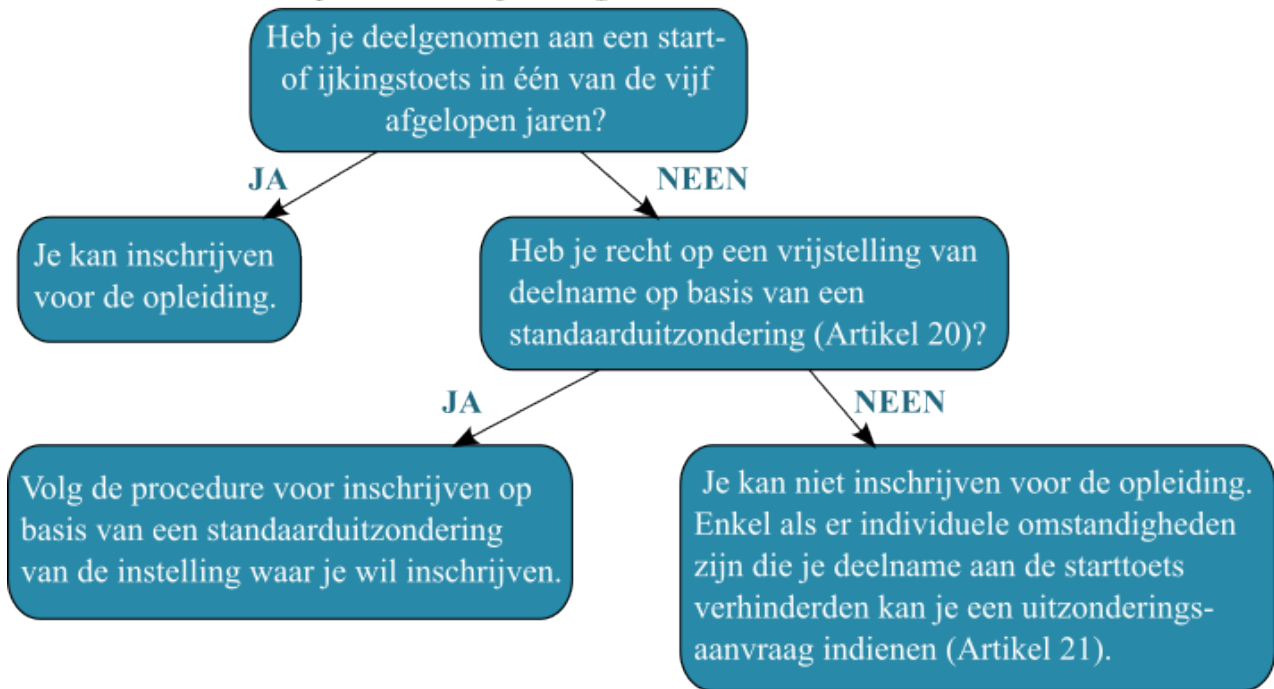 Heb je deelgenomen aan een start-
of ijkingstoets in één van de vijf
afgelopen jaren?
JA
NEEN
Je kan inschrijven
voor de opleiding.
Heb je recht op een vrijstelling van
deelname op basis van een
standaarduitzondering (Artikel 20)?
JA
NEEN
Volg de procedure voor inschrijven op
basis van een standaarduitzondering
van de instelling waar je wil inschrijven.
Je kan niet inschrijven voor de opleiding.
Enkel als er individuele omstandigheden
zijn die je deelname aan de starttoets
verhinderden kan je een uitzonderings-
aanvraag indienen (Artikel 21).